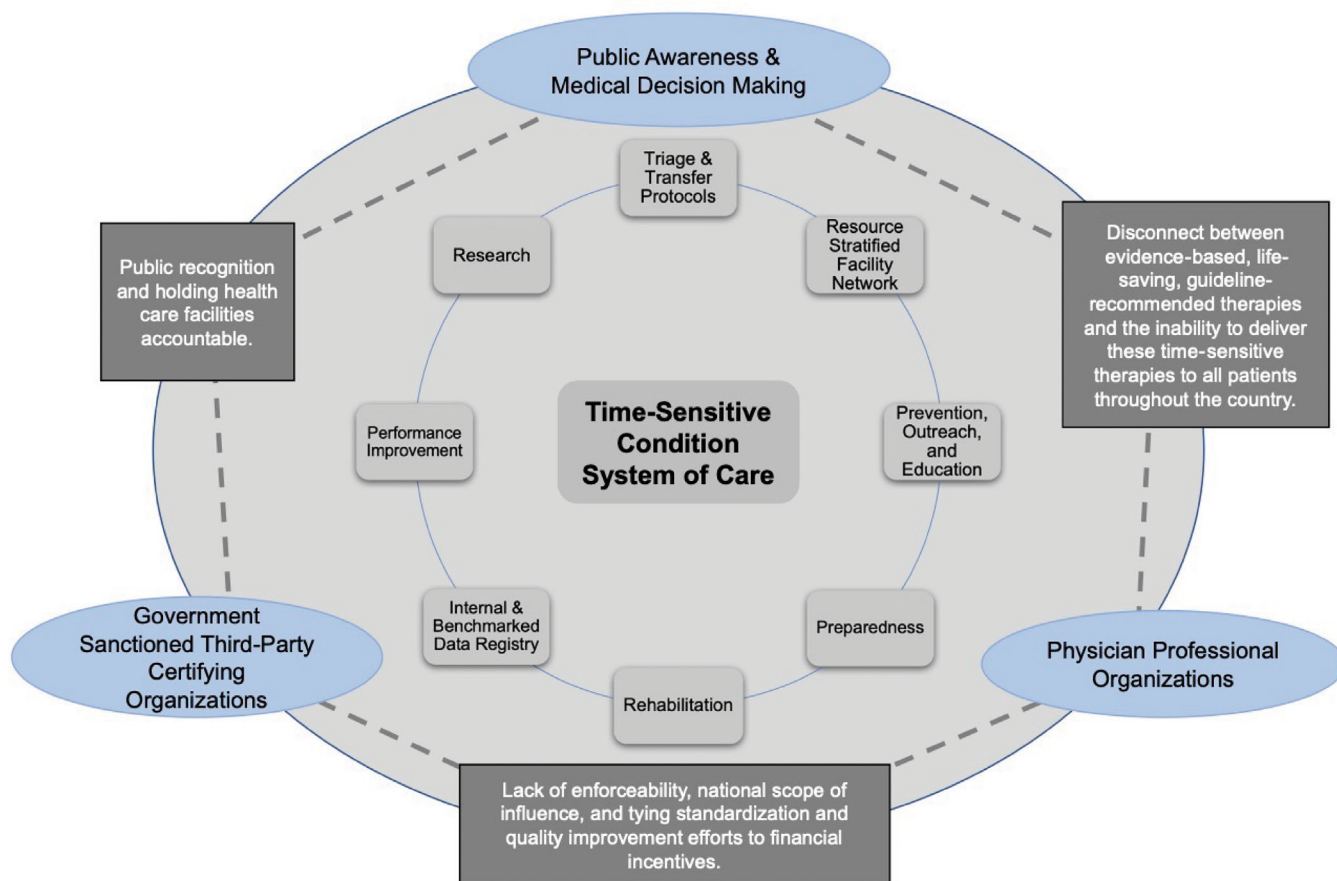 Public Awareness &
Medical Decision Making
Triage &
Transfer
Protocols
Research
Resource
Stratified
Facility
Network
Public recognition
and holding health
care facilities
accountable.
Disconnect between
evidence-based, life-
saving, guideline-
recommended therapies
and the inability to deliver
these time-sensitive
therapies to all patients
throughout the country.
Time-Sensitive
Condition
System of Care
Performance
Improvement
Prevention,
Outreach,
and
Education
Internal &
Benchmarked
Data Registry
Preparedness
Rehabilitation
Government
Sanctioned Third-Party
Certifying
Organizations
Physician Professional
Organizations
Lack of enforceability, national scope of
influence, and tying standardization and
quality improvement efforts to financial
incentives.